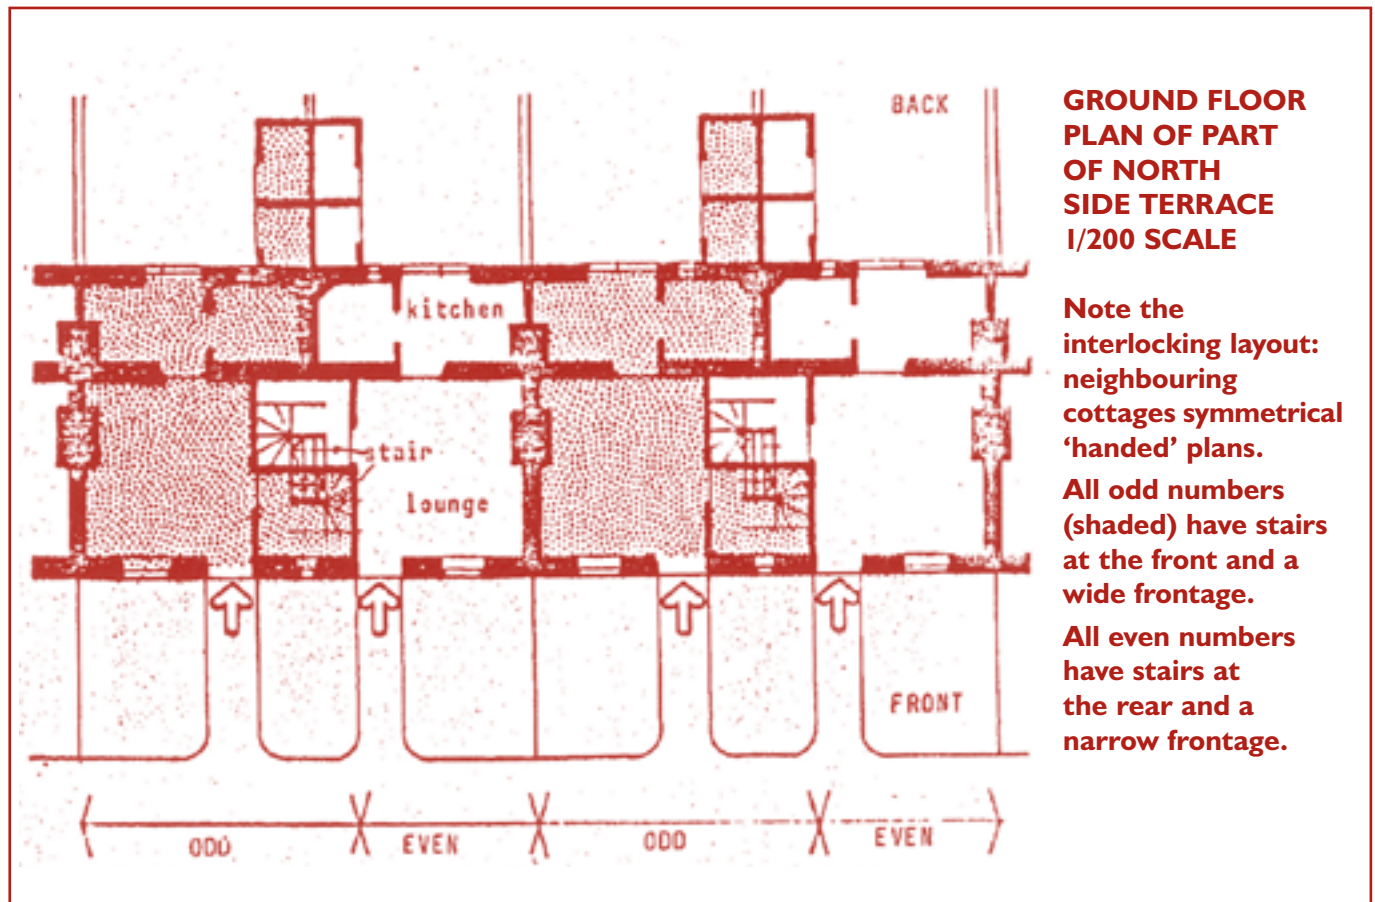 BACK
kitchen
stair
lounge
FRONT
ODD
EVEN
ODD
EVEN
GROUND FLOOR
PLAN OF PART
OF NORTH
SIDE TERRACE
1/200 SCALE
Note the
interlocking layout:
neighbouring
cottages symmetrical
‘handed’ plans.
All odd numbers
(shaded) have stairs
at the front and a
wide frontage.
All even numbers
have stairs at
the rear and a
narrow frontage.